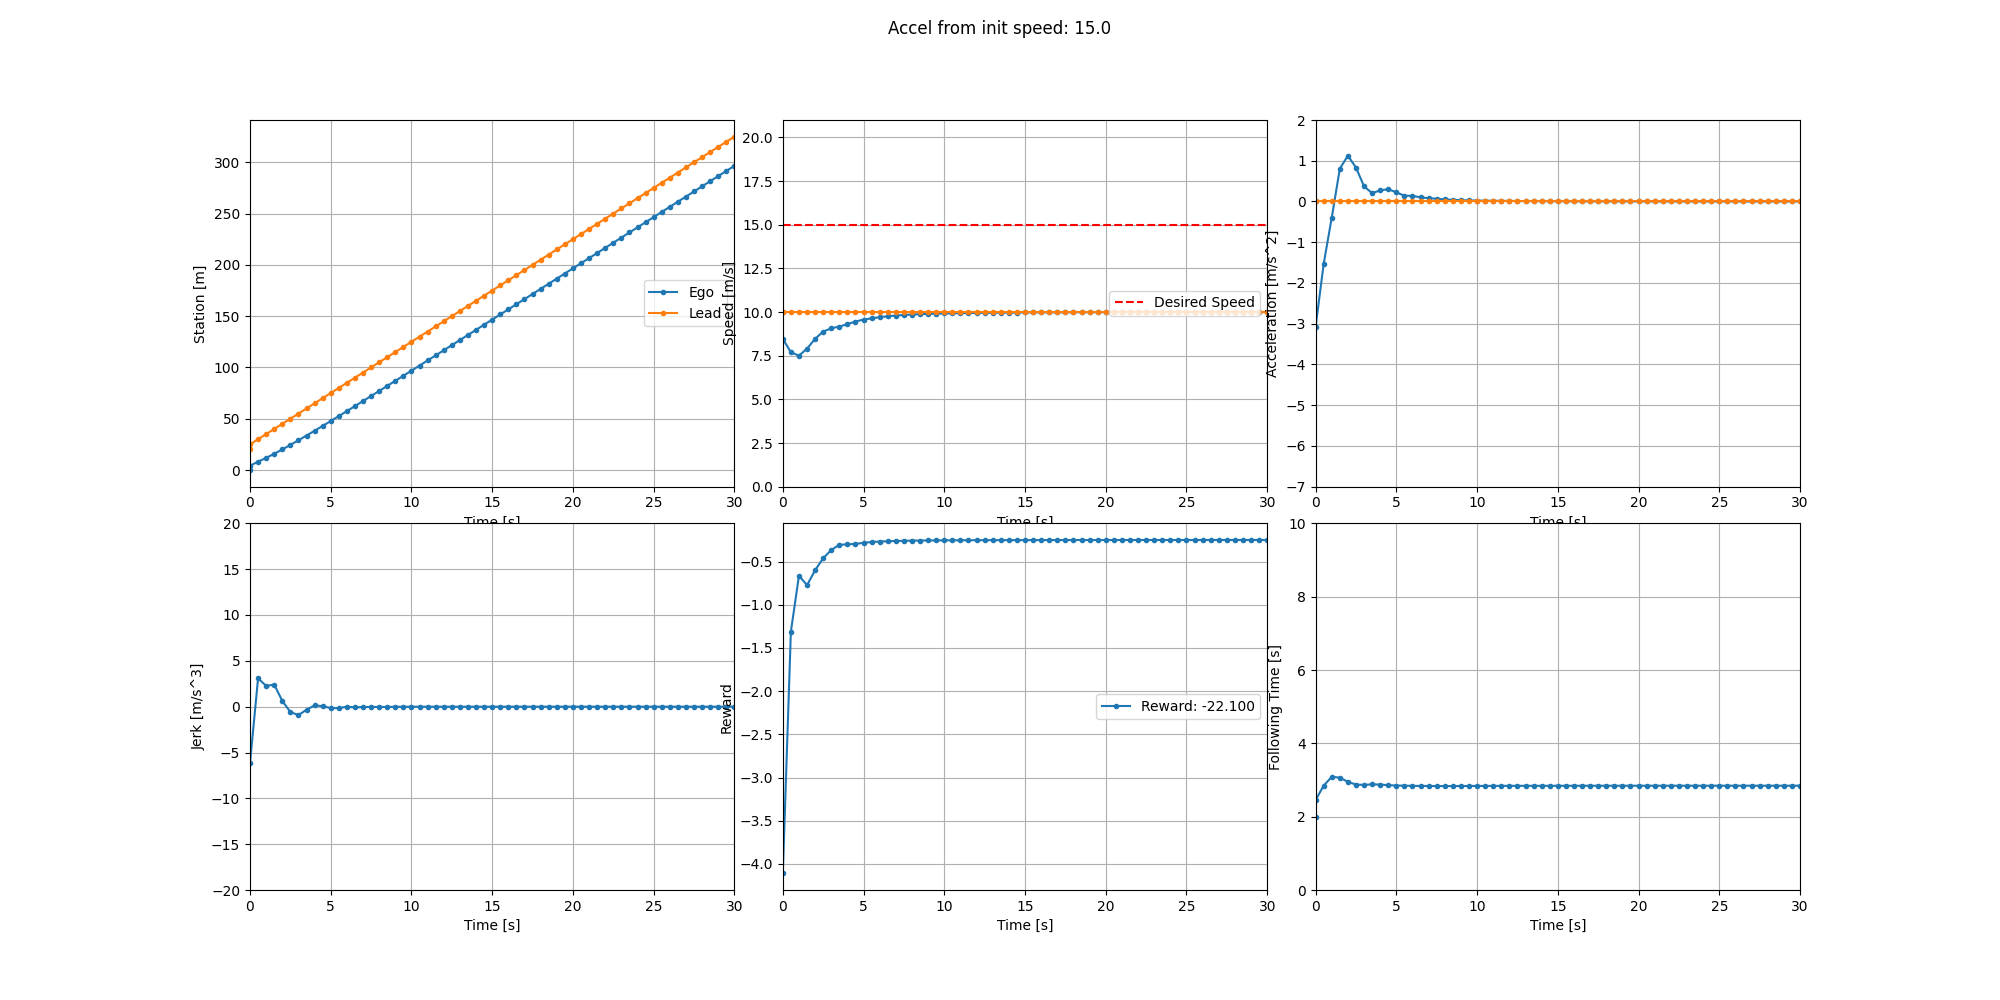 Accel from init speed: 15.0
300
250
200
150
100
50
0
Station [m]
Ego
Lead
0 5 10 15 20 25 30
Time [s]
20.0
17.5
15.0
12.5
10.0
7.5
5.0
2.5
0.0
Speed [m/s]
Desired Speed
0 5 10 15 20 25 30
Time [s]
2
1
0
−1
−2
−3
−4
−5
−6
−7
Acceleration [m/s^2]
0 5 10 15 20 25 30
Time [s]
20
15
10
5
0
−5
−10
−15
−20
Jerk [m/s^3]
0 5 10 15 20 25 30
Time [s]
−0.5
−1.0
−1.5
−2.0
−2.5
−3.0
−3.5
−4.0
Reward
Reward: -22.100
0 5 10 15 20 25 30
Time [s]
10
8
6
4
2
0
Following Time [s]
0 5 10 15 20 25 30
Time [s]